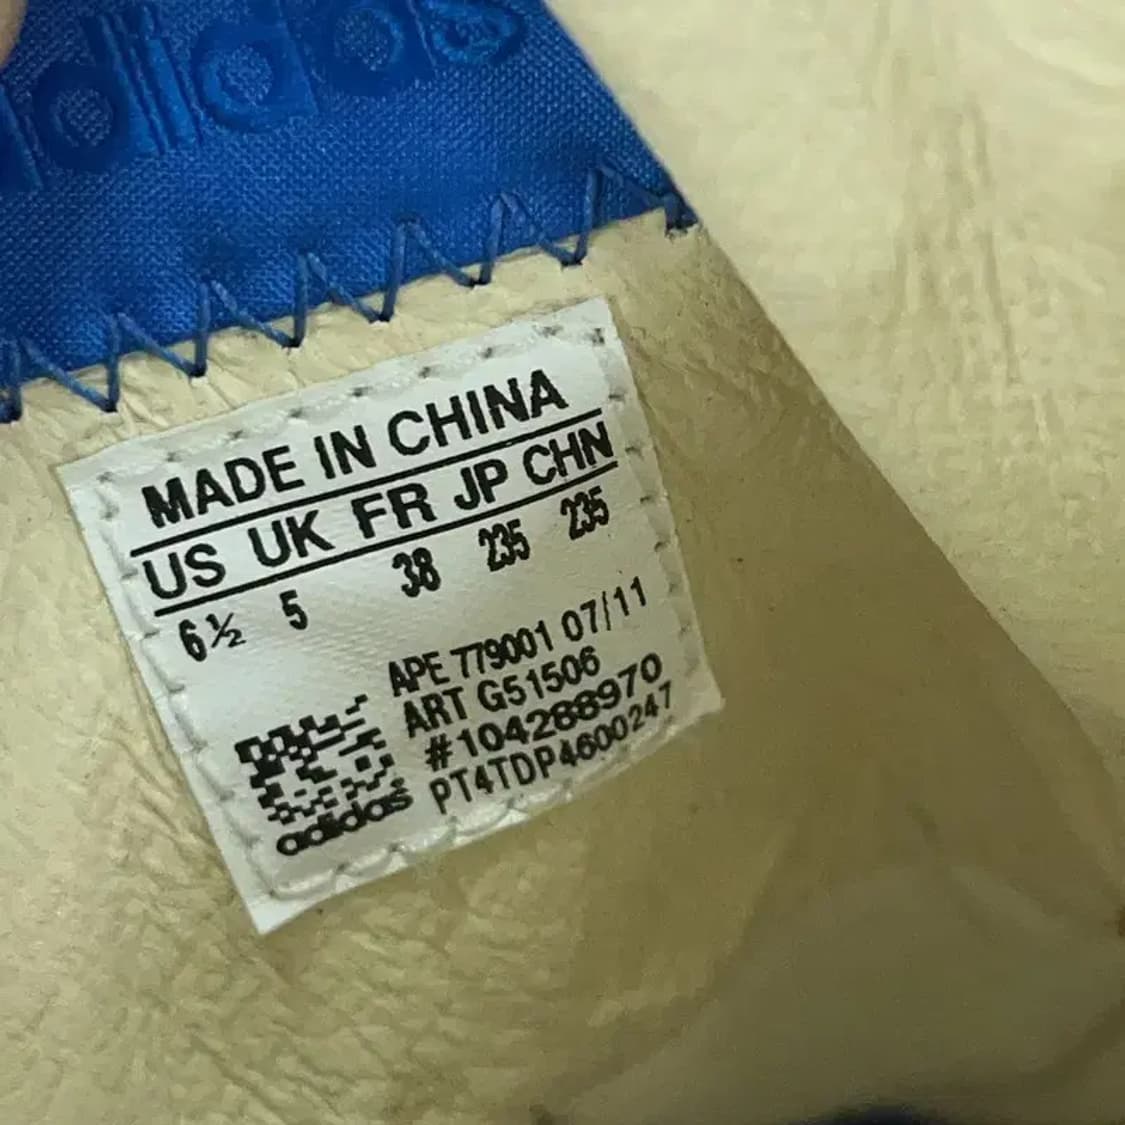 adidas
MADE IN CHINA
US UK FR JP CHN
6½ 5 38 235 235
APE 779001 07/11
ART G51506
#104288970
PT4TDP4600247
adidas